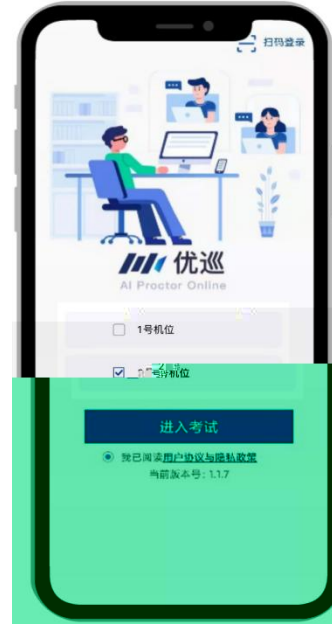 扫码登录
优巡
AI Proctor Online
1号机位
号机位
进入考试
我已阅读用户协议与隐私政策
当前版本号：1.1.7